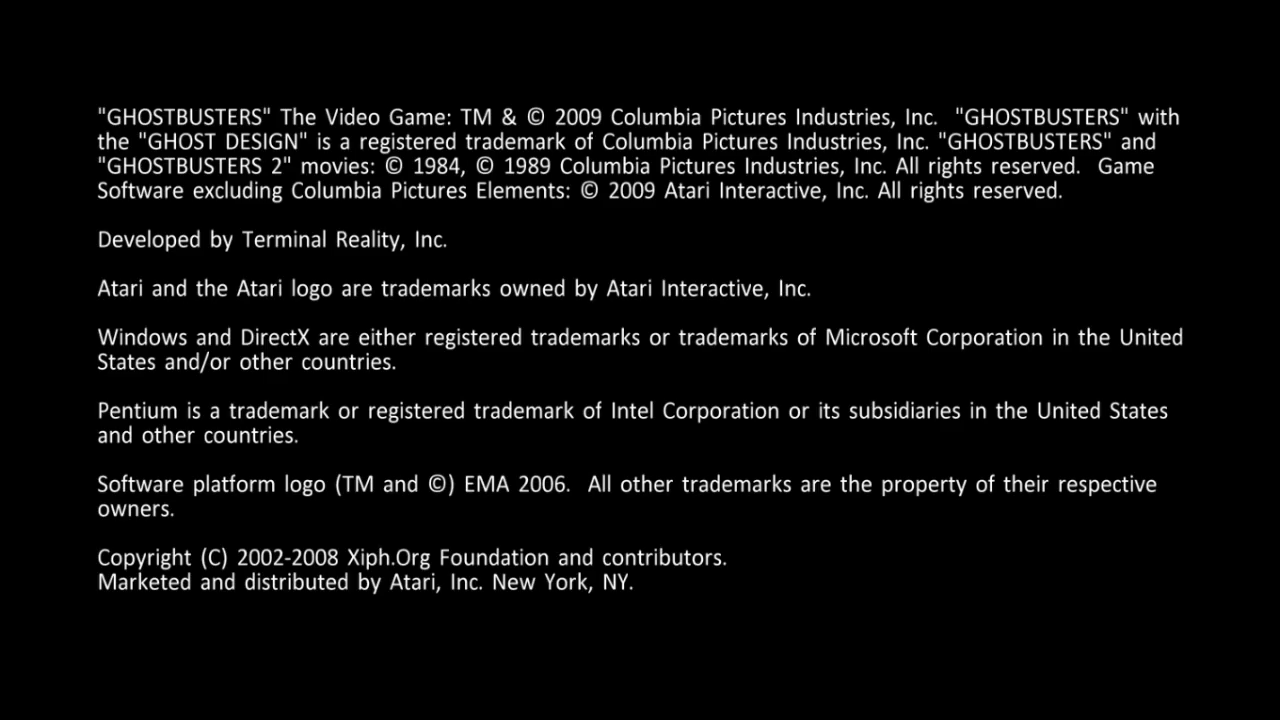 "GHOSTBUSTERS" The Video Game: TM & © 2009 Columbia Pictures Industries, Inc.  "GHOSTBUSTERS" with
the "GHOST DESIGN" is a registered trademark of Columbia Pictures Industries, Inc. "GHOSTBUSTERS" and
"GHOSTBUSTERS 2" movies: © 1984, © 1989 Columbia Pictures Industries, Inc. All rights reserved.  Game
Software excluding Columbia Pictures Elements: © 2009 Atari Interactive, Inc. All rights reserved.
Developed by Terminal Reality, Inc.
Atari and the Atari logo are trademarks owned by Atari Interactive, Inc.
Windows and DirectX are either registered trademarks or trademarks of Microsoft Corporation in the United
States and/or other countries.
Pentium is a trademark or registered trademark of Intel Corporation or its subsidiaries in the United States
and other countries.
Software platform logo (TM and ©) EMA 2006.  All other trademarks are the property of their respective
owners.
Copyright (C) 2002-2008 Xiph.Org Foundation and contributors.
Marketed and distributed by Atari, Inc. New York, NY.